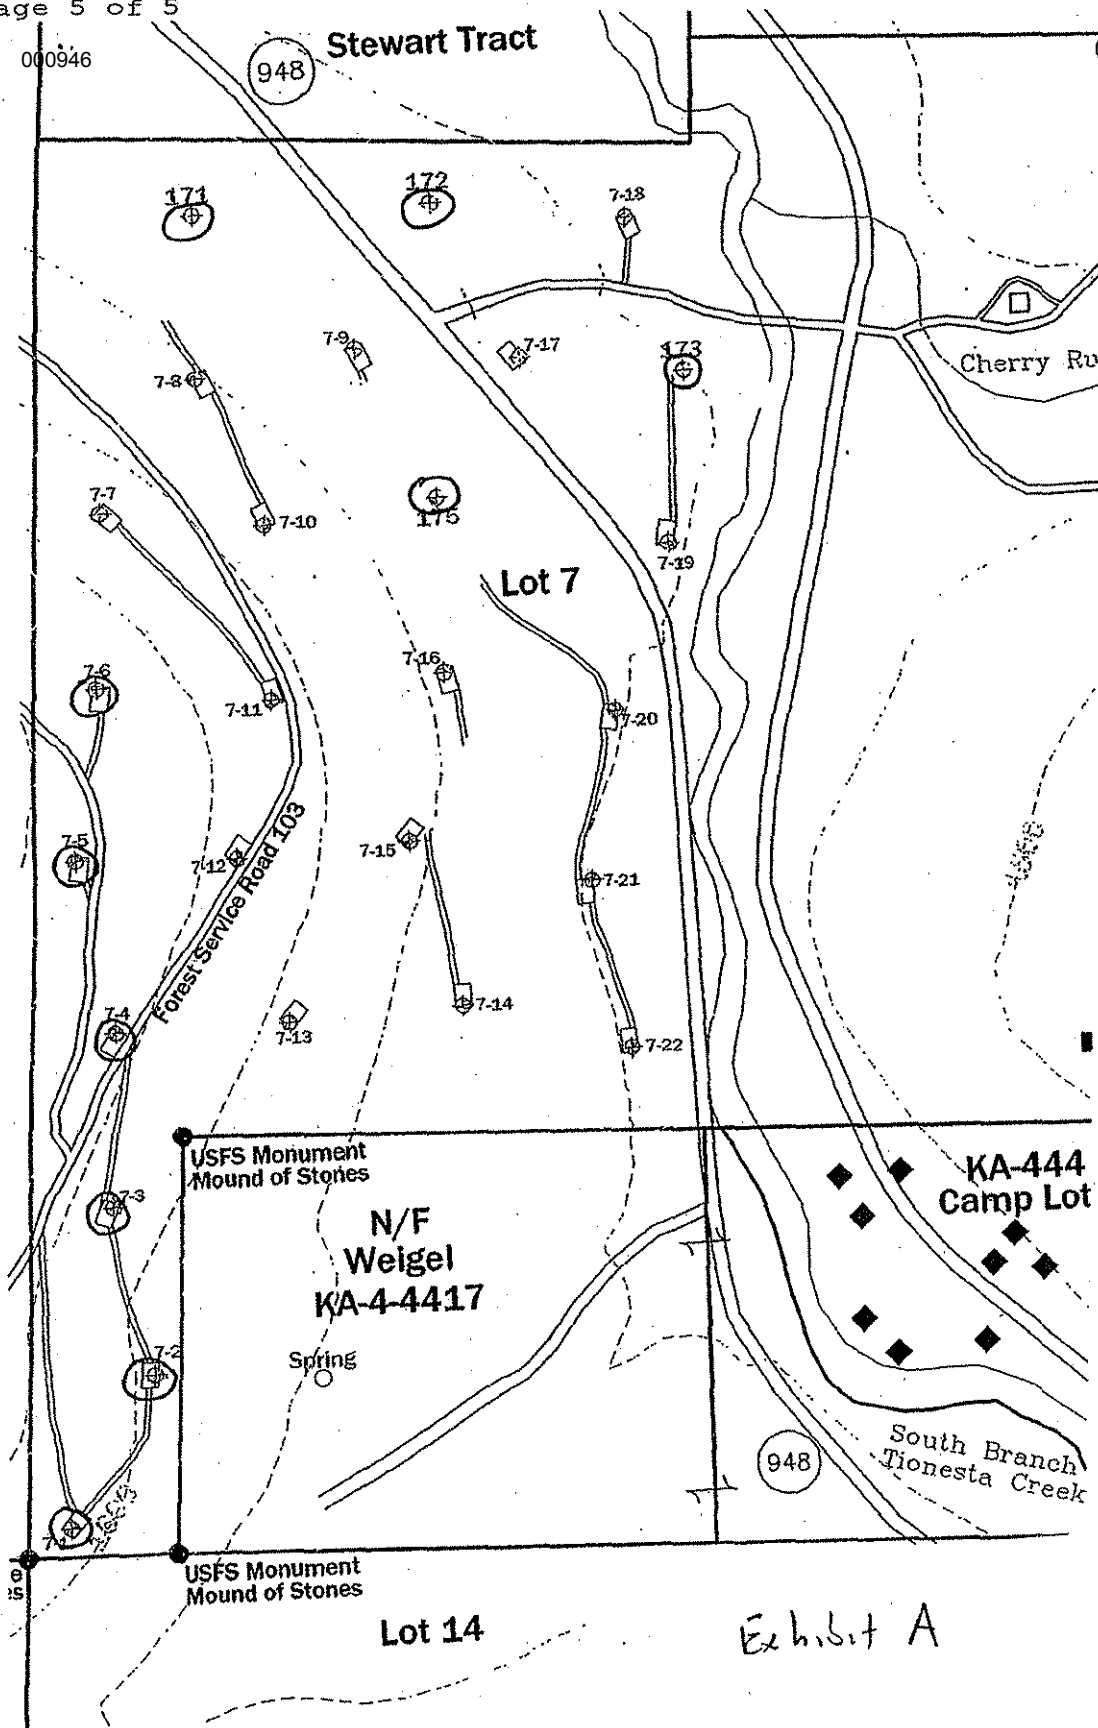 age 5 of 5
000946
Stewart Tract
948
171
172
7-18
7-9
7-17
173
7-8
Cherry Ru
7-7
7-10
175
7-19
Lot 7
7-16
7-6
7-11
7-20
7-5
7-12
7-15
7-21
Forest Service Road 103
7-14
7-4
7-13
7-22
USFS Monument
Mound of Stones
KA-444
Camp Lot
7-3
N/F
Weigel
KA-4-4417
7-2
Spring
948
South Branch
Tionesta Creek
7-1
e
es
USFS Monument
Mound of Stones
Lot 14
Exhibit A